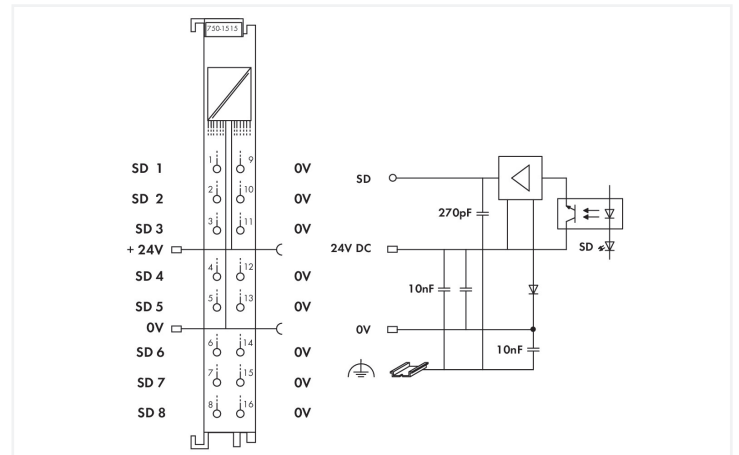 750-1515
1 9
SD 1 0V
2 10
SD 2 0V
3 11
SD 3 0V
+ 24V
4 12
SD 4 0V
5 13
SD 5 0V
0V
6 14
SD 6 0V
7 15
SD 7 0V
8 16
SD 8 0V
SD
270pF
SD
24V DC
10nF
0V
10nF